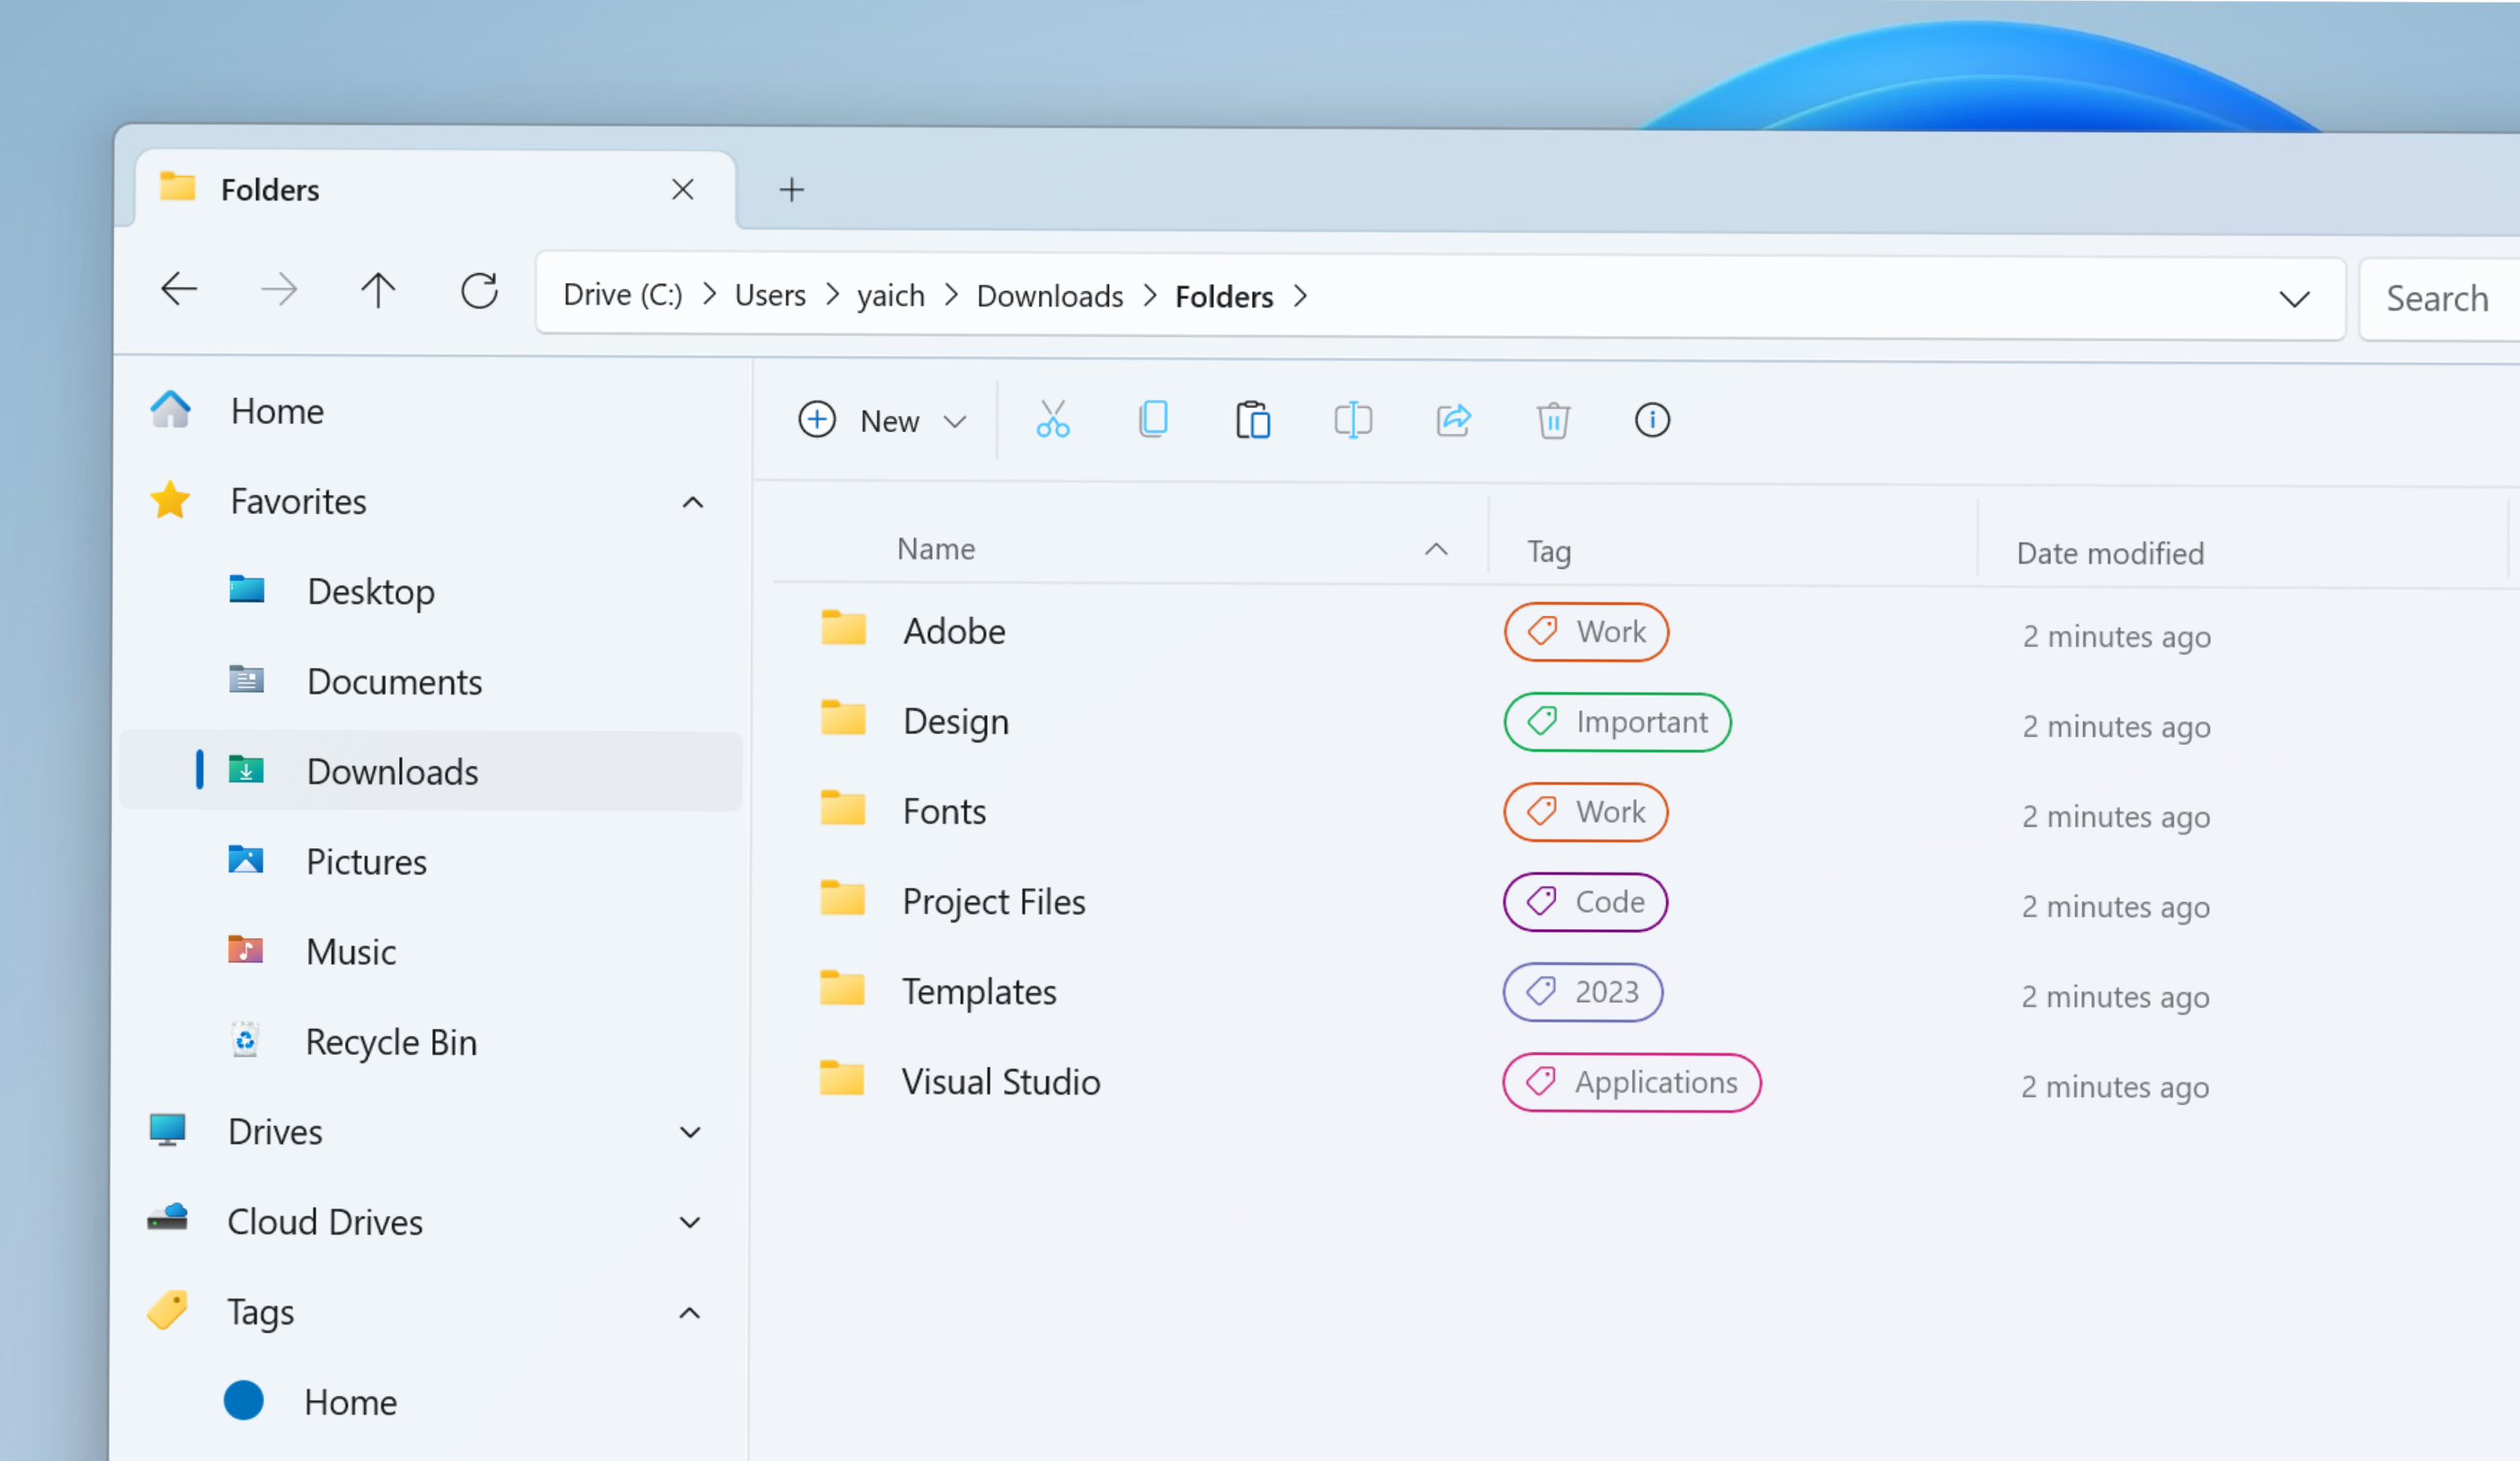 Folders
Drive (C:) > Users > yaich > Downloads > Folders >
Search
Home
Favorites
Desktop
Documents
Downloads
Pictures
Music
Recycle Bin
Drives
Cloud Drives
Tags
Home
New
Name Tag Date modified
Adobe Work 2 minutes ago
Design Important 2 minutes ago
Fonts Work 2 minutes ago
Project Files Code 2 minutes ago
Templates 2023 2 minutes ago
Visual Studio Applications 2 minutes ago